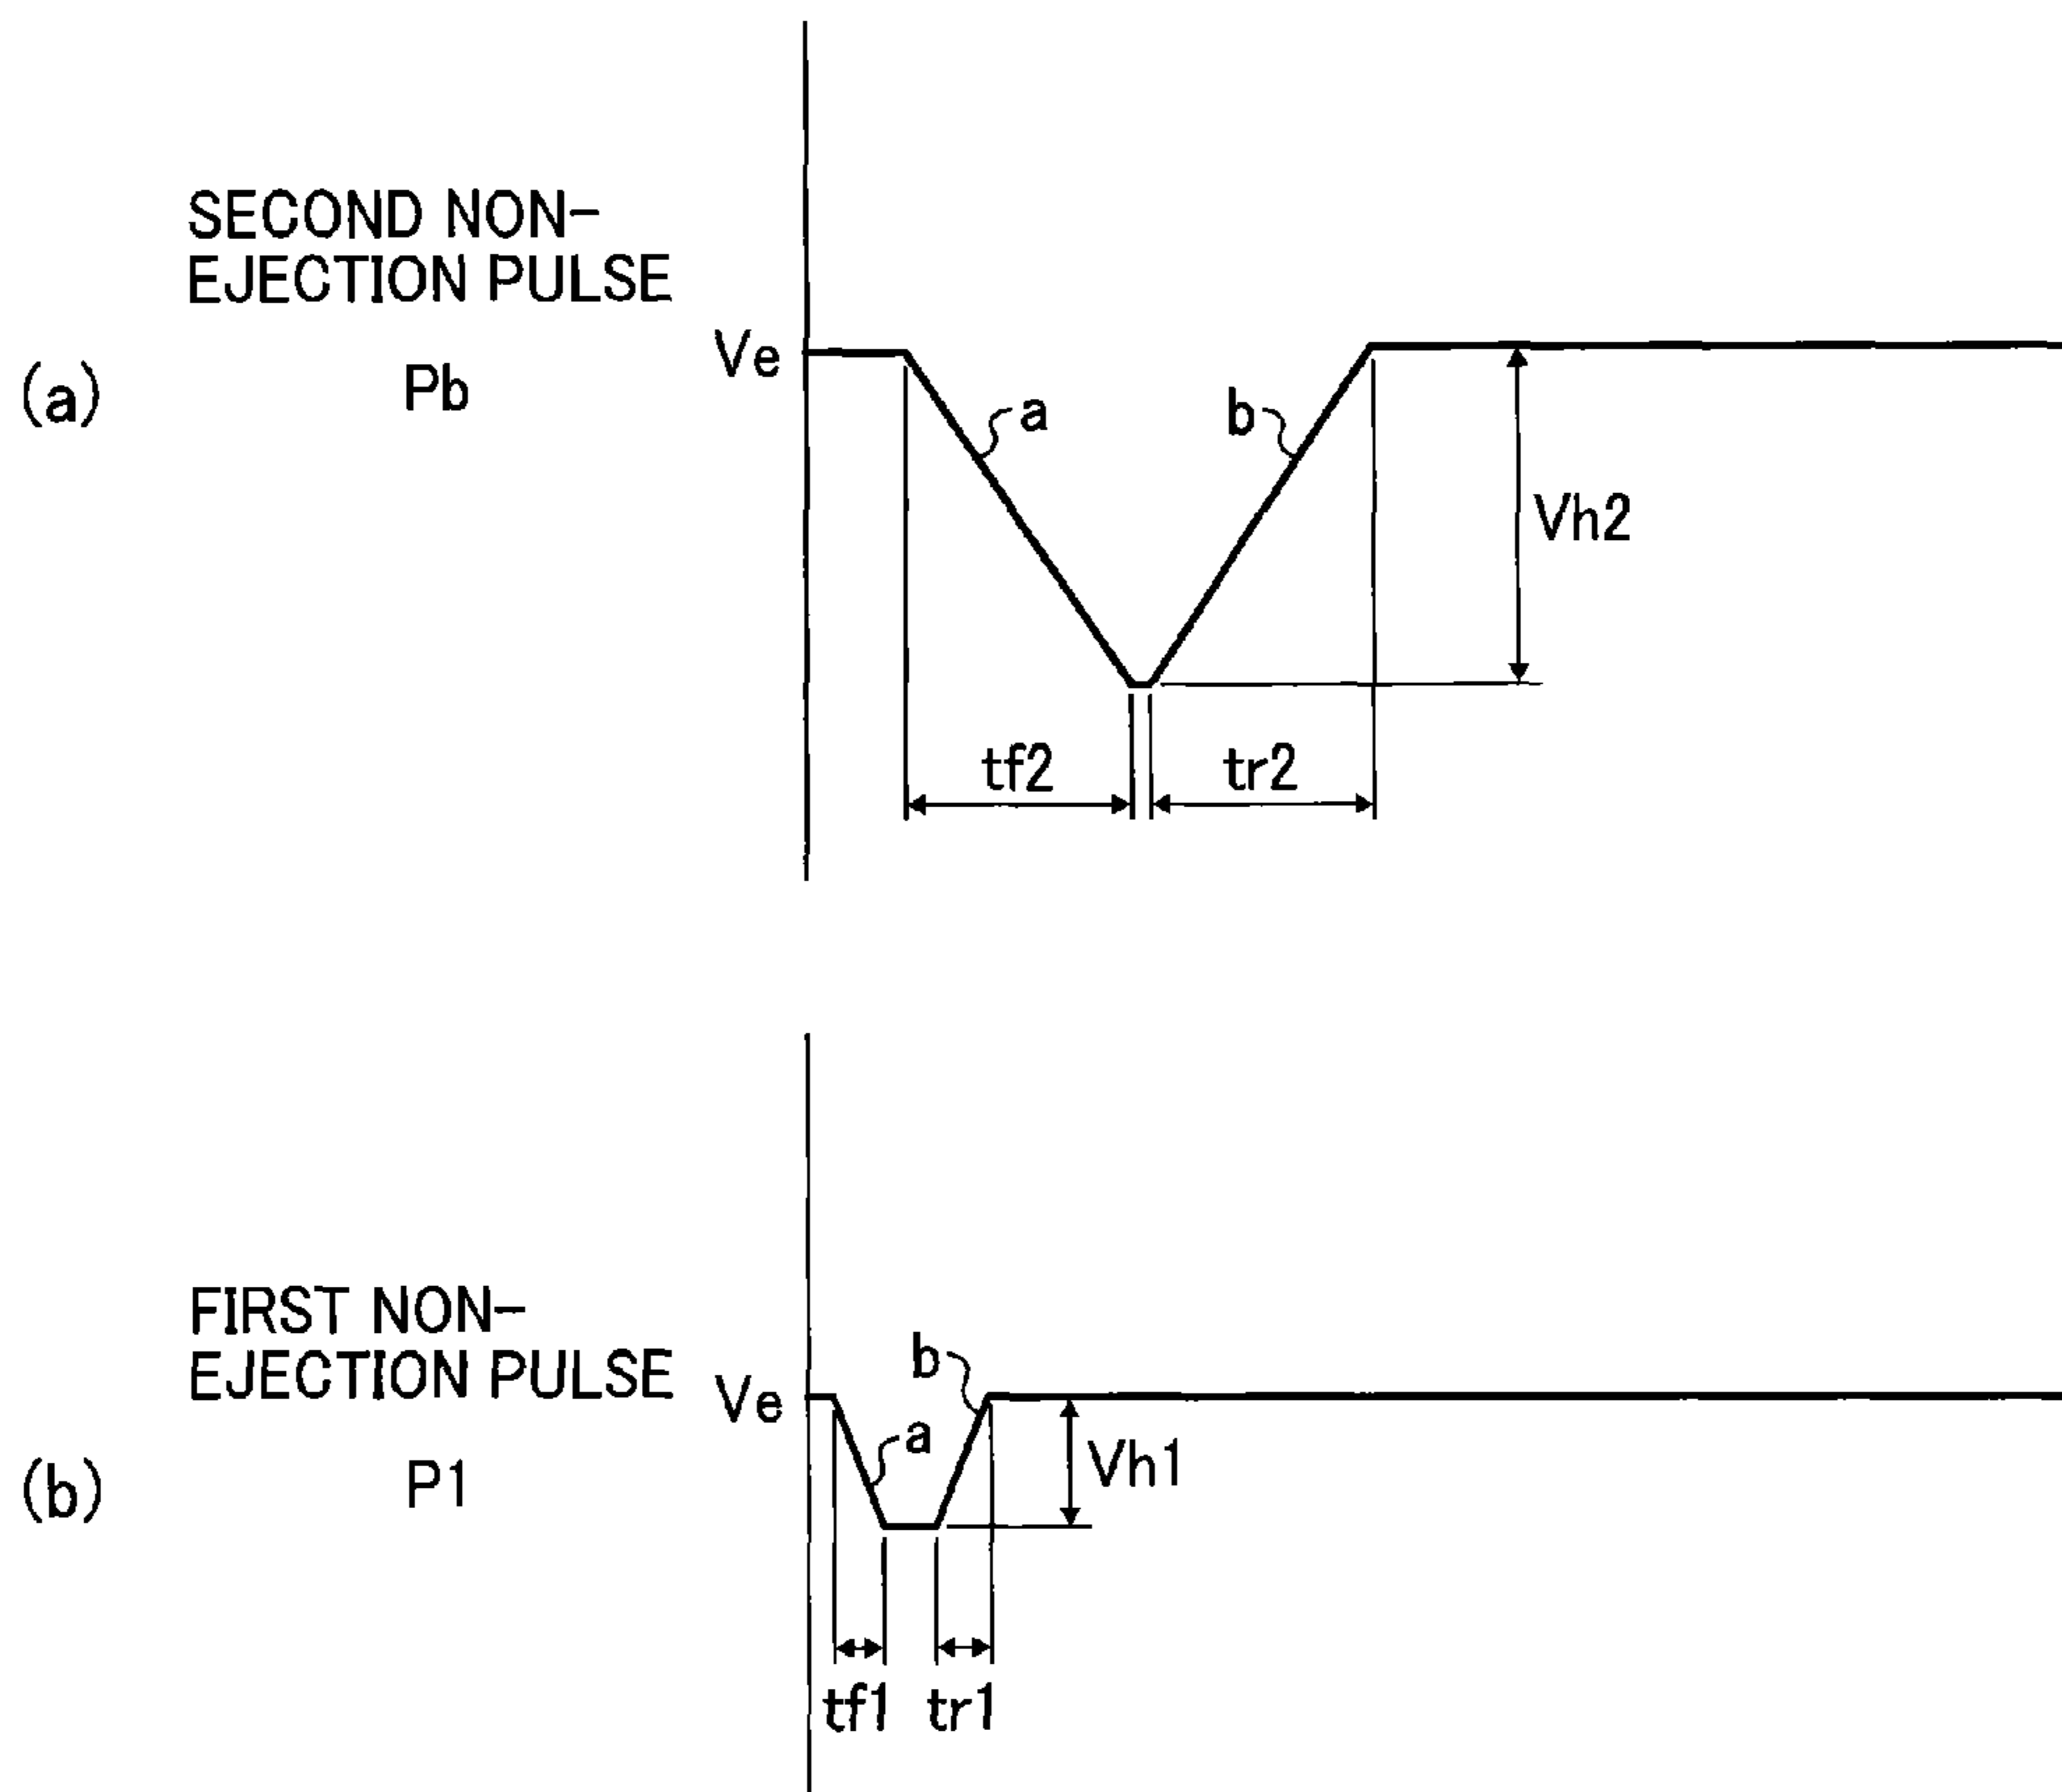 SECOND NON-
EJECTION PULSE
(a)
Pb
Ve
a
b
Vh2
tf2
tr2
FIRST NON-
EJECTION PULSE
(b)
P1
Ve
a
b
Vh1
tf1
tr1